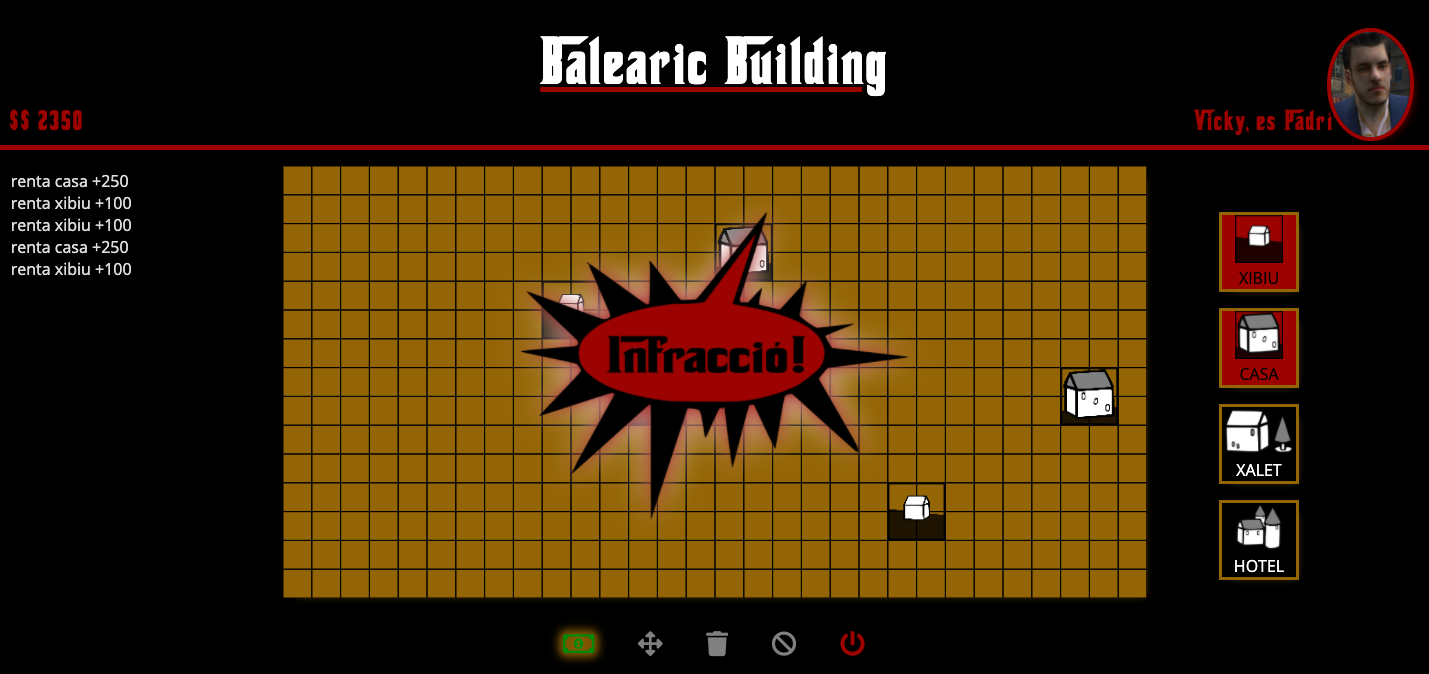 Balearic Building
$$ 2350
Vicky, es Padrí
renta casa +250
renta xibiu +100
renta xibiu +100
renta casa +250
renta xibiu +100
Infracció!
XIBIU
CASA
XALET
HOTEL